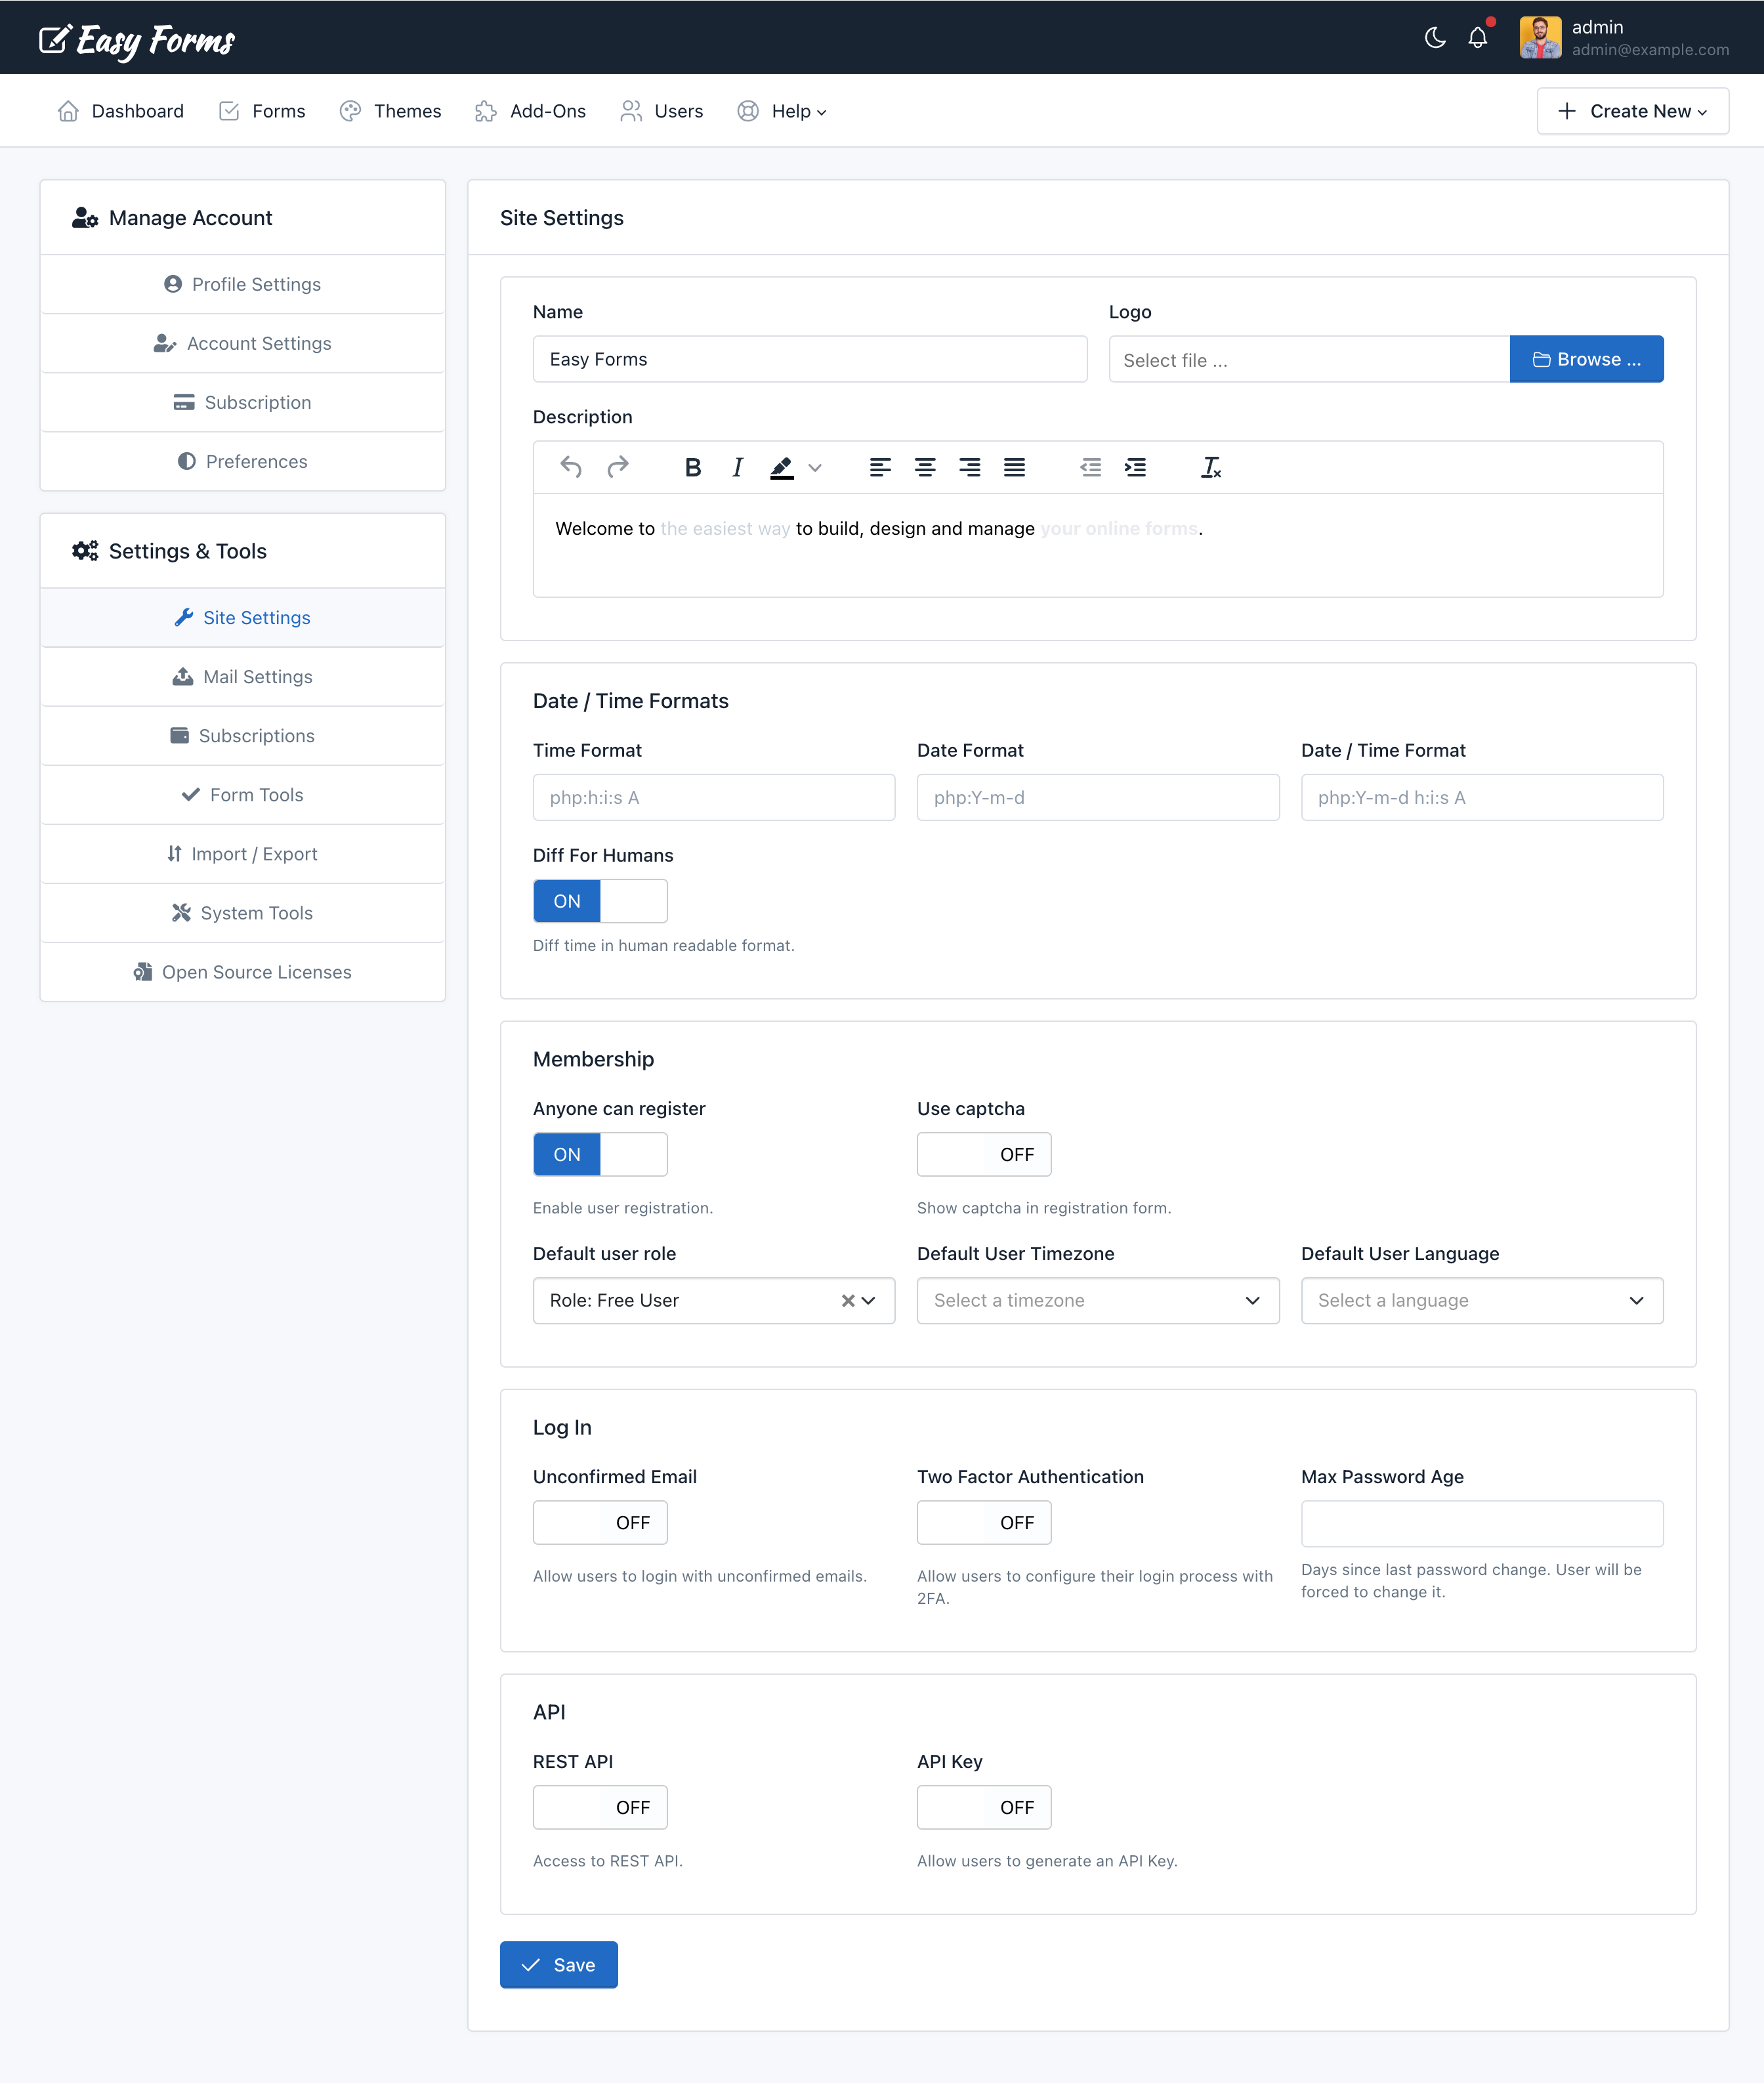 Easy Forms
admin
admin@example.com
Dashboard
Forms
Themes
Add-Ons
Users
Help
Create New
Manage Account
Profile Settings
Account Settings
Subscription
Preferences
Settings & Tools
Site Settings
Mail Settings
Subscriptions
Form Tools
Import / Export
System Tools
Open Source Licenses
Site Settings
Name
Logo
Easy Forms
Select file ...
Browse ...
Description
Welcome to the easiest way to build, design and manage your online forms.
Date / Time Formats
Time Format
Date Format
Date / Time Format
php:h:i:s A
php:Y-m-d
php:Y-m-d h:i:s A
Diff For Humans
ON
Diff time in human readable format.
Membership
Anyone can register
Use captcha
ON
OFF
Enable user registration.
Show captcha in registration form.
Default user role
Default User Timezone
Default User Language
Role: Free User
Select a timezone
Select a language
Log In
Unconfirmed Email
Two Factor Authentication
Max Password Age
OFF
OFF
Allow users to login with unconfirmed emails.
Allow users to configure their login process with
2FA.
Days since last password change. User will be
forced to change it.
API
REST API
API Key
OFF
OFF
Access to REST API.
Allow users to generate an API Key.
Save